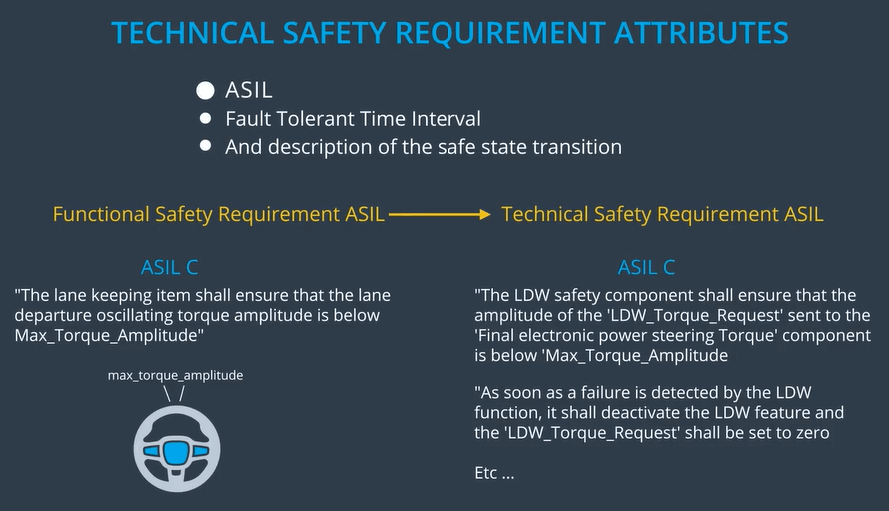 TECHNICAL SAFETY REQUIREMENT ATTRIBUTES
ASIL
Fault Tolerant Time Interval
And description of the safe state transition
Functional Safety Requirement ASIL
Technical Safety Requirement ASIL
ASIL C
"The lane keeping item shall ensure that the lane
departure oscillating torque amplitude is below
Max_Torque_Amplitude"
max_torque_amplitude
ASIL C
"The LDW safety component shall ensure that the
amplitude of the 'LDW_Torque_Request' sent to the
'Final electronic power steering Torque' component
is below 'Max_Torque_Amplitude
"As soon as a failure is detected by the LDW
function, it shall deactivate the LDW feature and
the 'LDW_Torque_Request' shall be set to zero
Etc ...